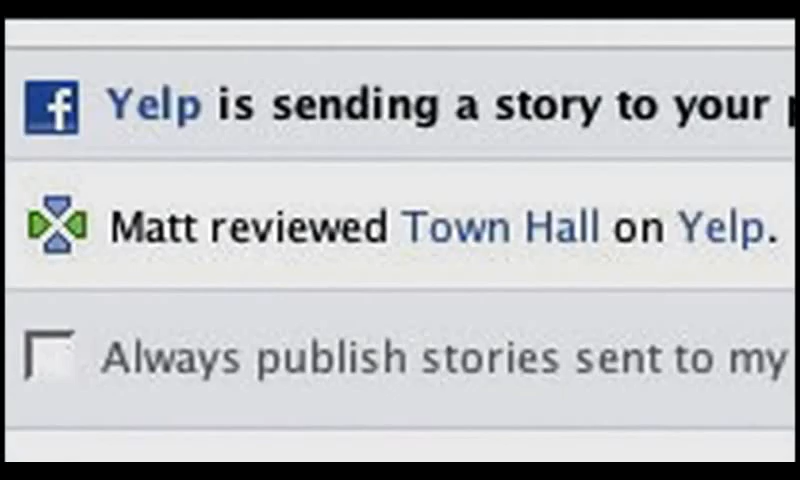 Yelp is sending a story to your
Matt reviewed Town Hall on Yelp.
Always publish stories sent to my